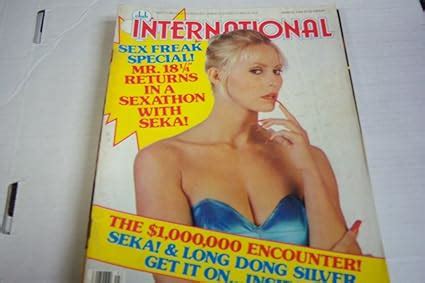 club
INTERNATIONAL
SEX FREAK
SPECIAL!
MR. 18¼"
RETURNS
IN A
SEXATHON
WITH
SEKA!
THE $1,000,000 ENCOUNTER!
SEKA! & LONG DONG SILVER
GET IT ON...